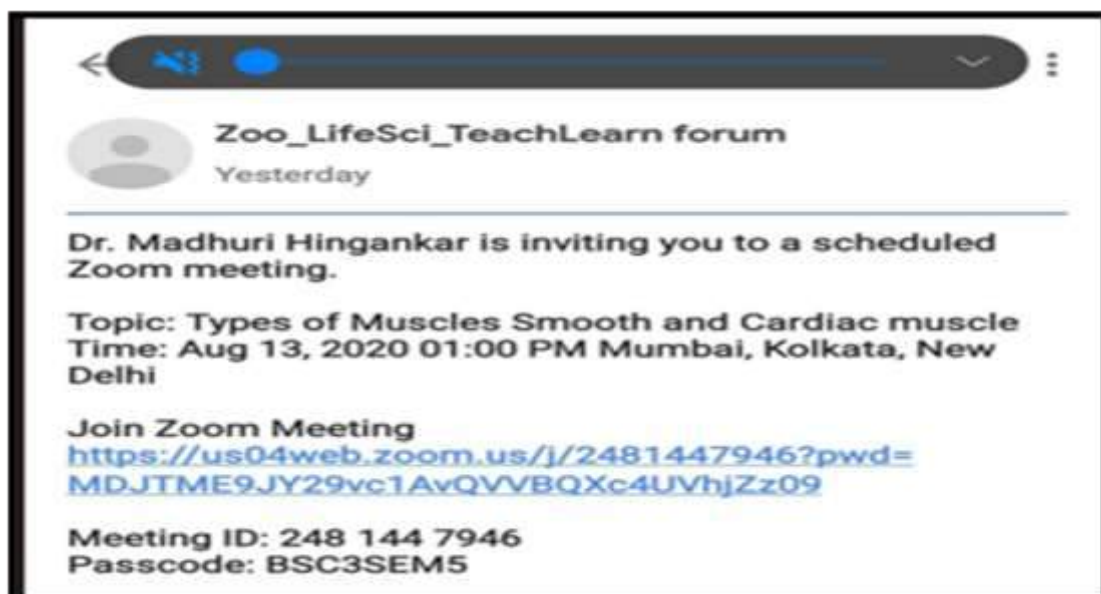 Zoo_LifeSci_TeachLearn forum
Yesterday
Dr. Madhuri Hingankar is inviting you to a scheduled
Zoom meeting.
Topic: Types of Muscles Smooth and Cardiac muscle
Time: Aug 13, 2020 01:00 PM Mumbai, Kolkata, New
Delhi
Join Zoom Meeting
https://us04web.zoom.us/j/2481447946?pwd=
MDJTME9JY29vc1AvQVVBQXc4UVhjZz09
Meeting ID: 248 144 7946
Passcode: BSC3SEM5